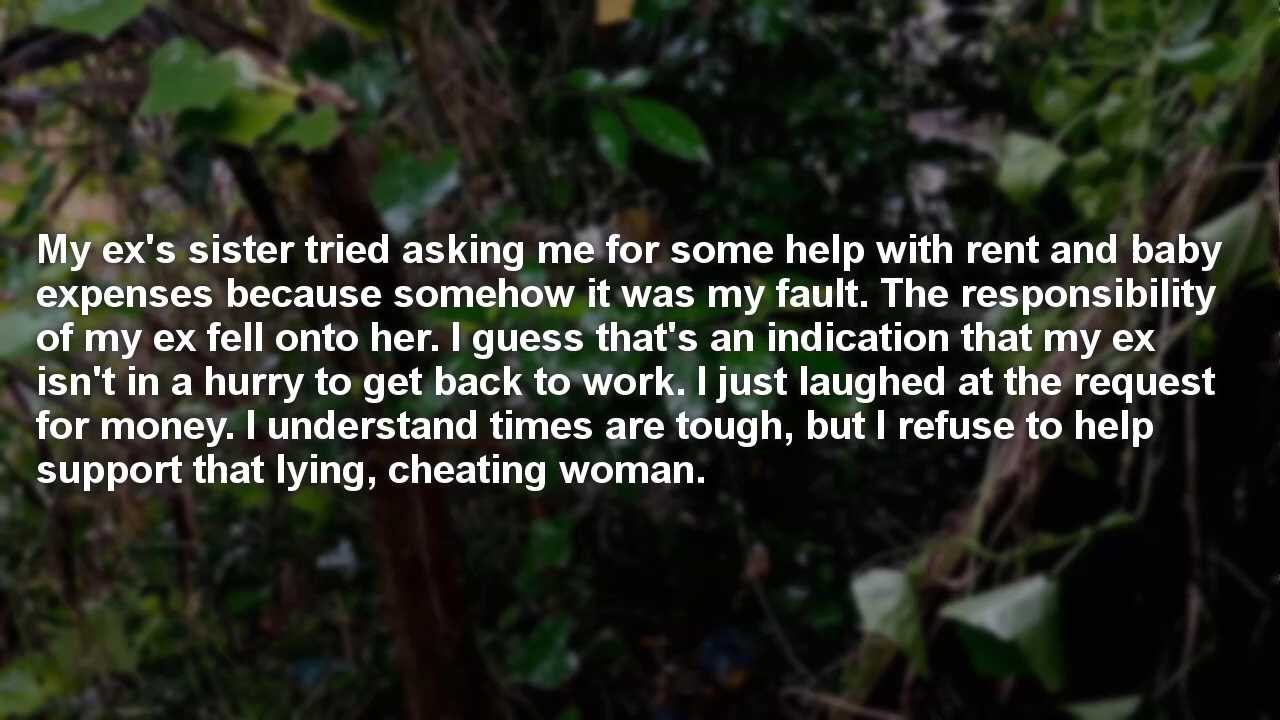 My ex's sister tried asking me for some help with rent and baby
expenses because somehow it was my fault. The responsibility
of my ex fell onto her. I guess that's an indication that my ex
isn't in a hurry to get back to work. I just laughed at the request
for money. I understand times are tough, but I refuse to help
support that lying, cheating woman.